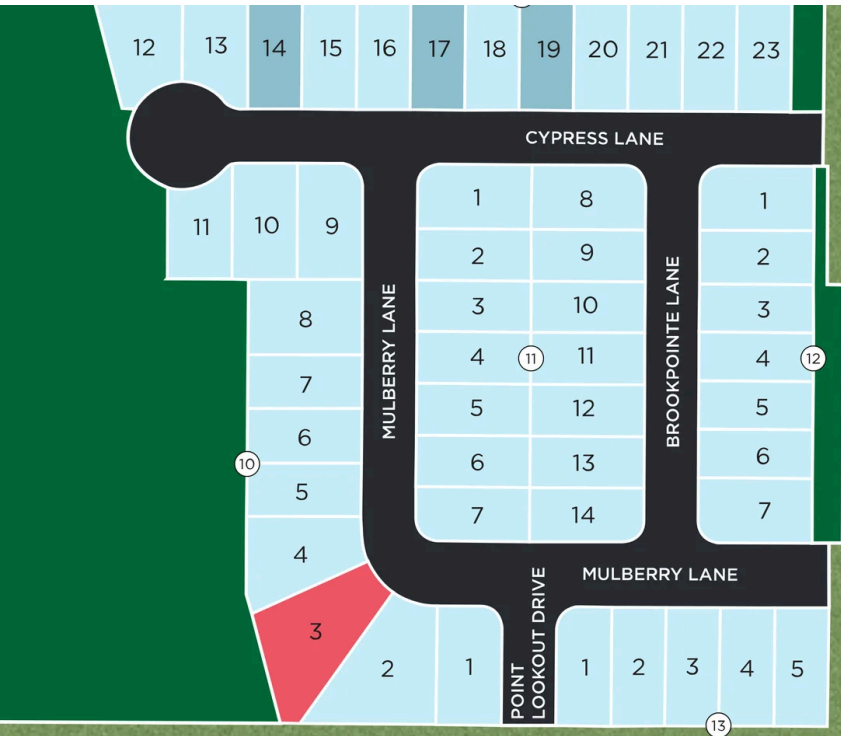 12 13 14 15 16 17 18 19 20 21 22 23
CYPRESS LANE
11 10 9
8
7
6
5
4
3
2 1
10
MULBERRY LANE
1 8
2 9
3 10
4 11 11
5 12
6 13
7 14
BROOKPOINTE LANE
1
2
3
4
5
6
7
12
MULBERRY LANE
POINT
LOOKOUT DRIVE
1 2 3 4 5
13